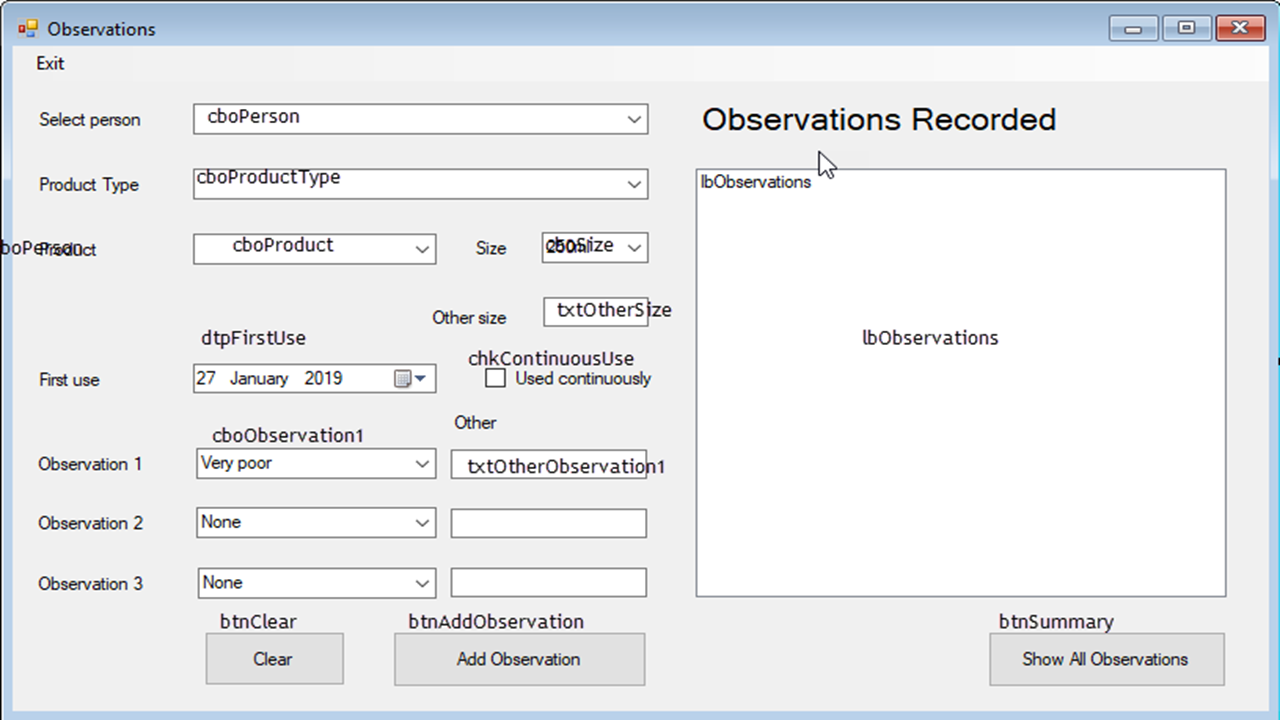 Observations
Exit
Select person
cboPerson
Observations Recorded
Product Type
cboProductType
lbObservations
boPerson
Product
cboProduct
Size
cboSize
250ml
Other size
txtOtherSize
dtpFirstUse
lbObservations
chkContinuousUse
First use
27 January 2019
Used continuously
Other
cboObservation1
Observation 1
Very poor
txtOtherObservation1
Observation 2
None
Observation 3
None
btnClear
btnAddObservation
btnSummary
Clear
Add Observation
Show All Observations